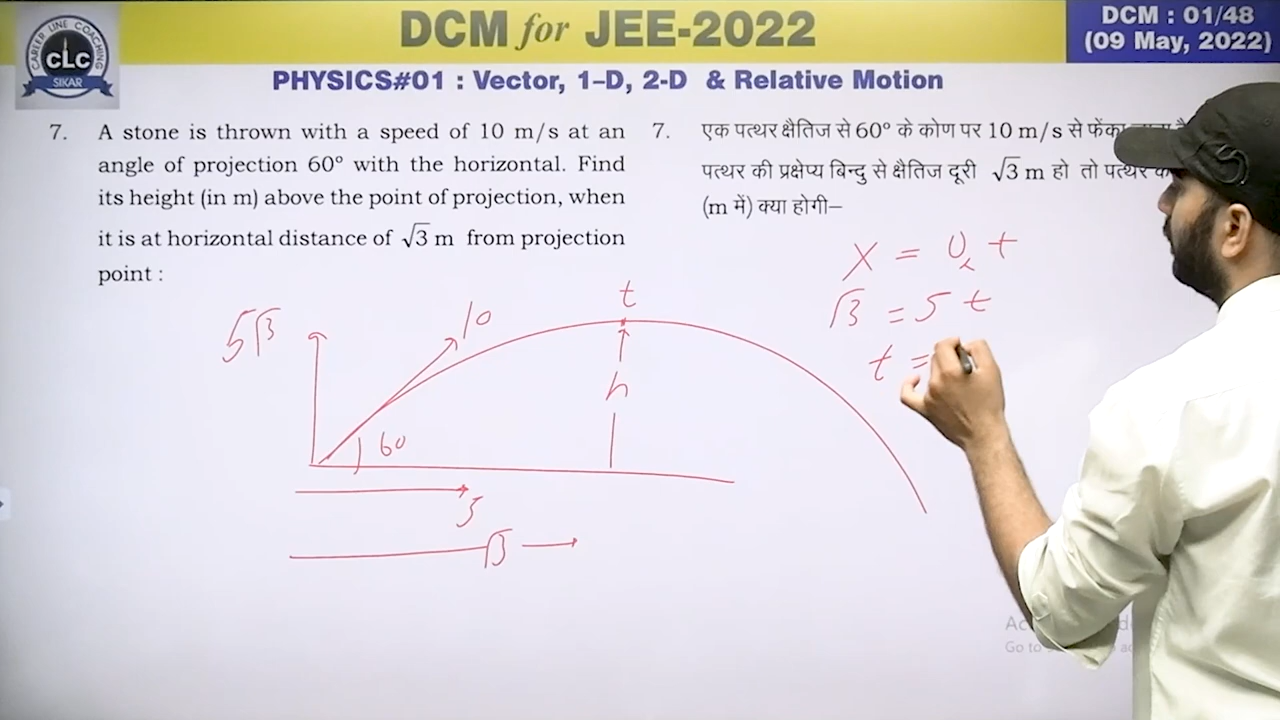 DCM for JEE-2022
DCM : 01/48
(09 May, 2022)
CAREER LINE COACHING
CLC
SIKAR
PHYSICS#01 : Vector, 1–D, 2-D & Relative Motion
7. A stone is thrown with a speed of 10 m/s at an
angle of projection 60° with the horizontal. Find
its height (in m) above the point of projection, when
it is at horizontal distance of √3 m from projection
point :
7. एक पत्थर क्षैतिज से 60° के कोण पर 10 m/s से
पत्थर की प्रक्षेप्य बिन्दु से क्षैतिज दूरी √3 m हो तो
(m में) क्या होगी–
x = Uₓ t
√3 = 5 t
t =
5√3
10
t
h
60
5
√3